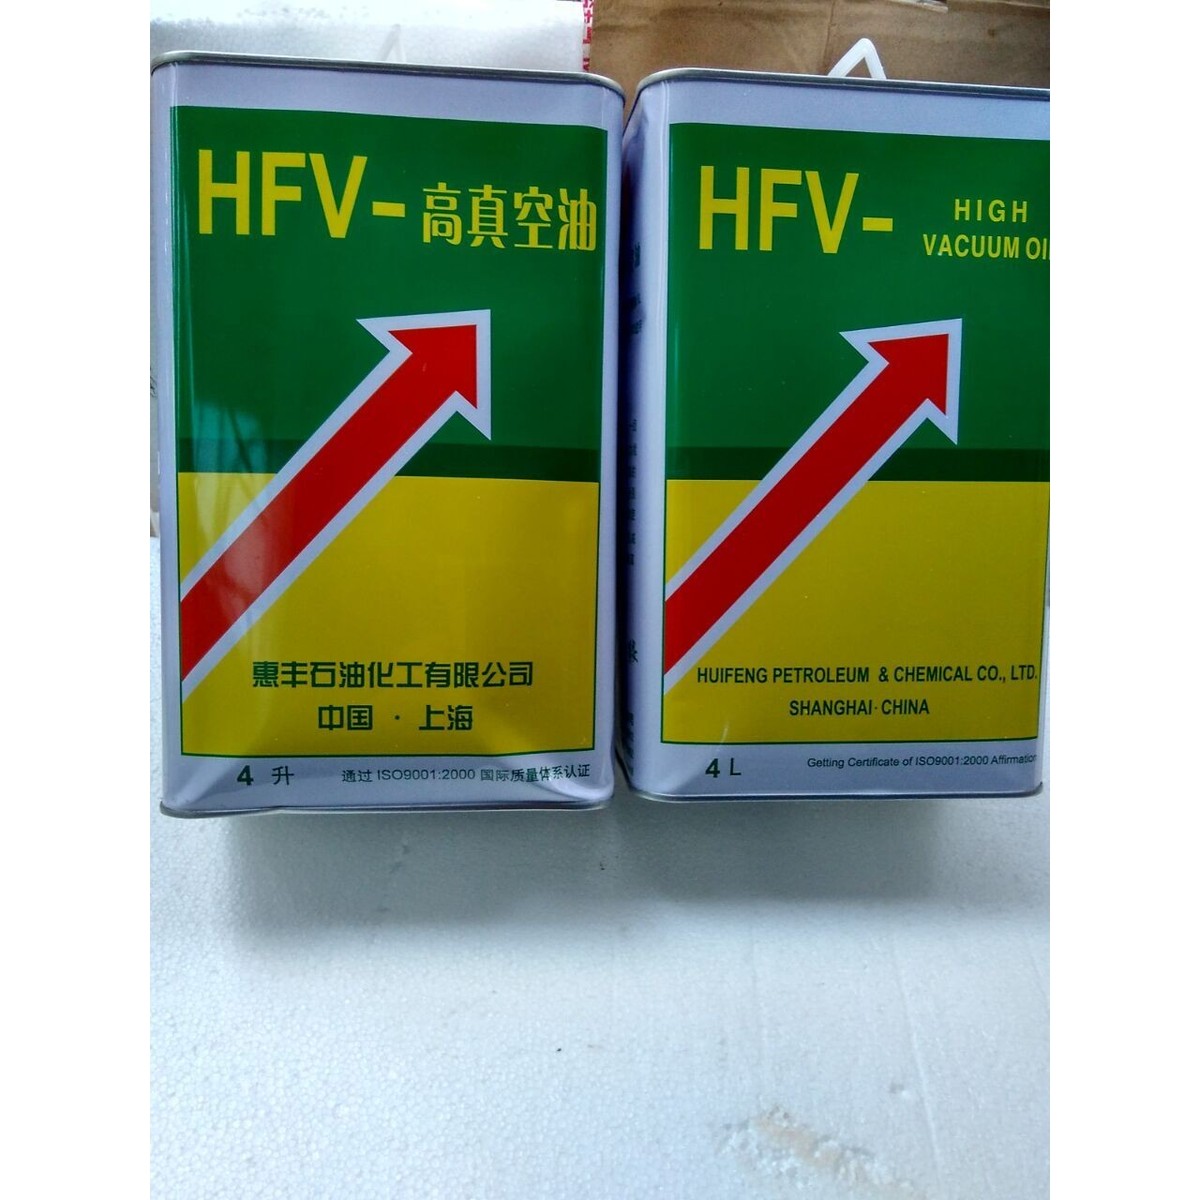 HFV-高真空油
惠丰石油化工有限公司
中国·上海
4 升 通过 ISO9001:2000 国际质量体系认证
HFV- HIGH
VACUUM OI
HUIFENG PETROLEUM & CHEMICAL CO., LTD.
SHANGHAI·CHINA
4 L Getting Certificate of ISO9001:2000 Affirmation